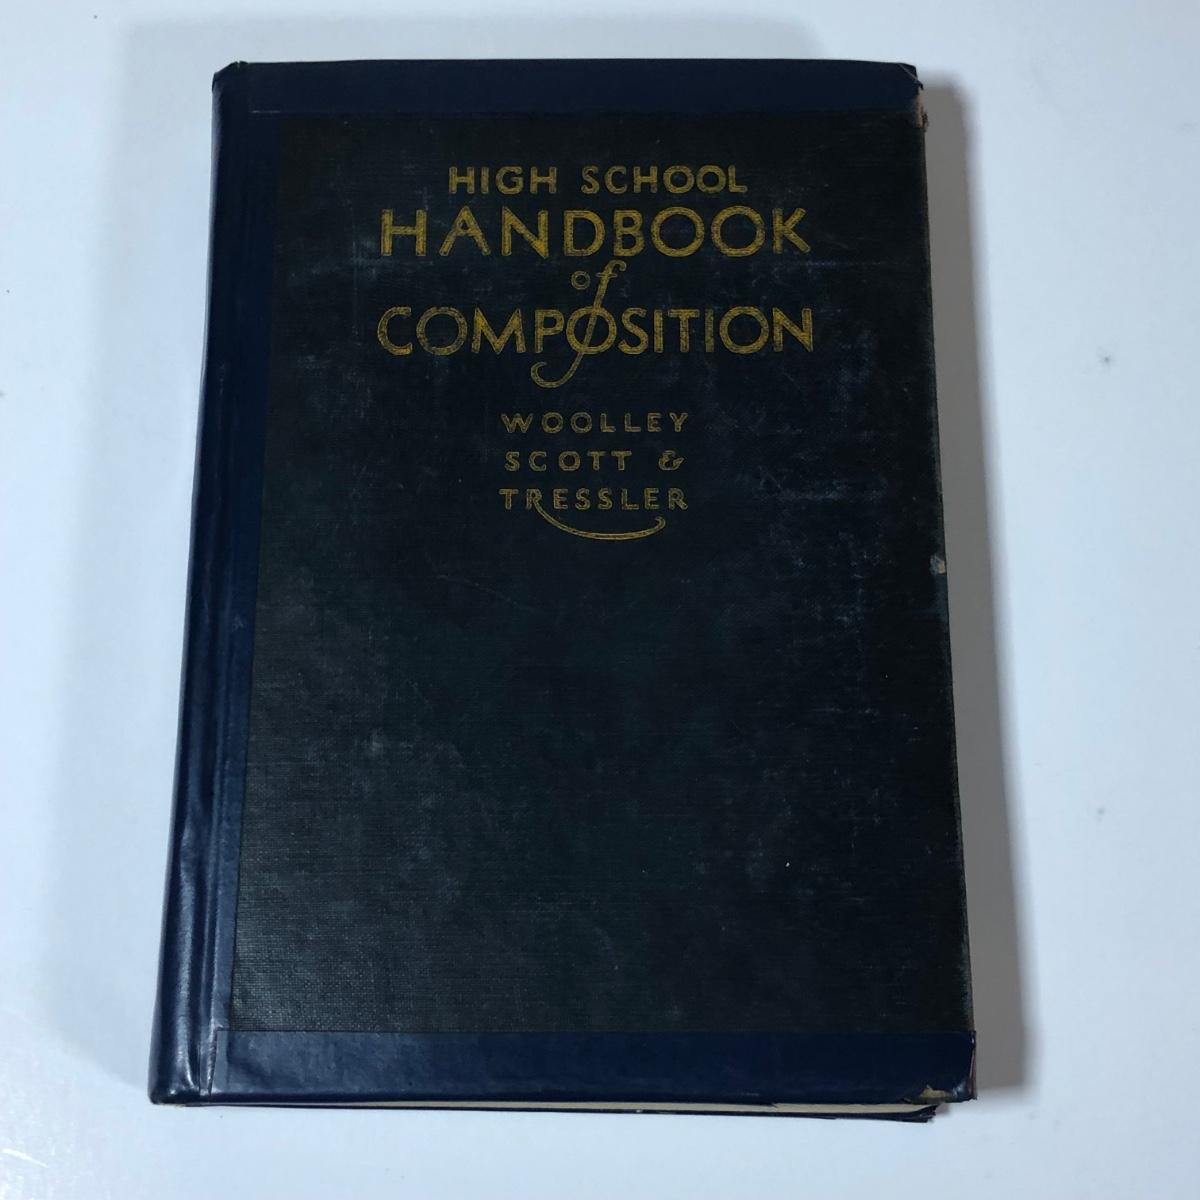 HIGH SCHOOL
HANDBOOK
of
COMPOSITION
WOOLLEY
SCOTT &
TRESSLER